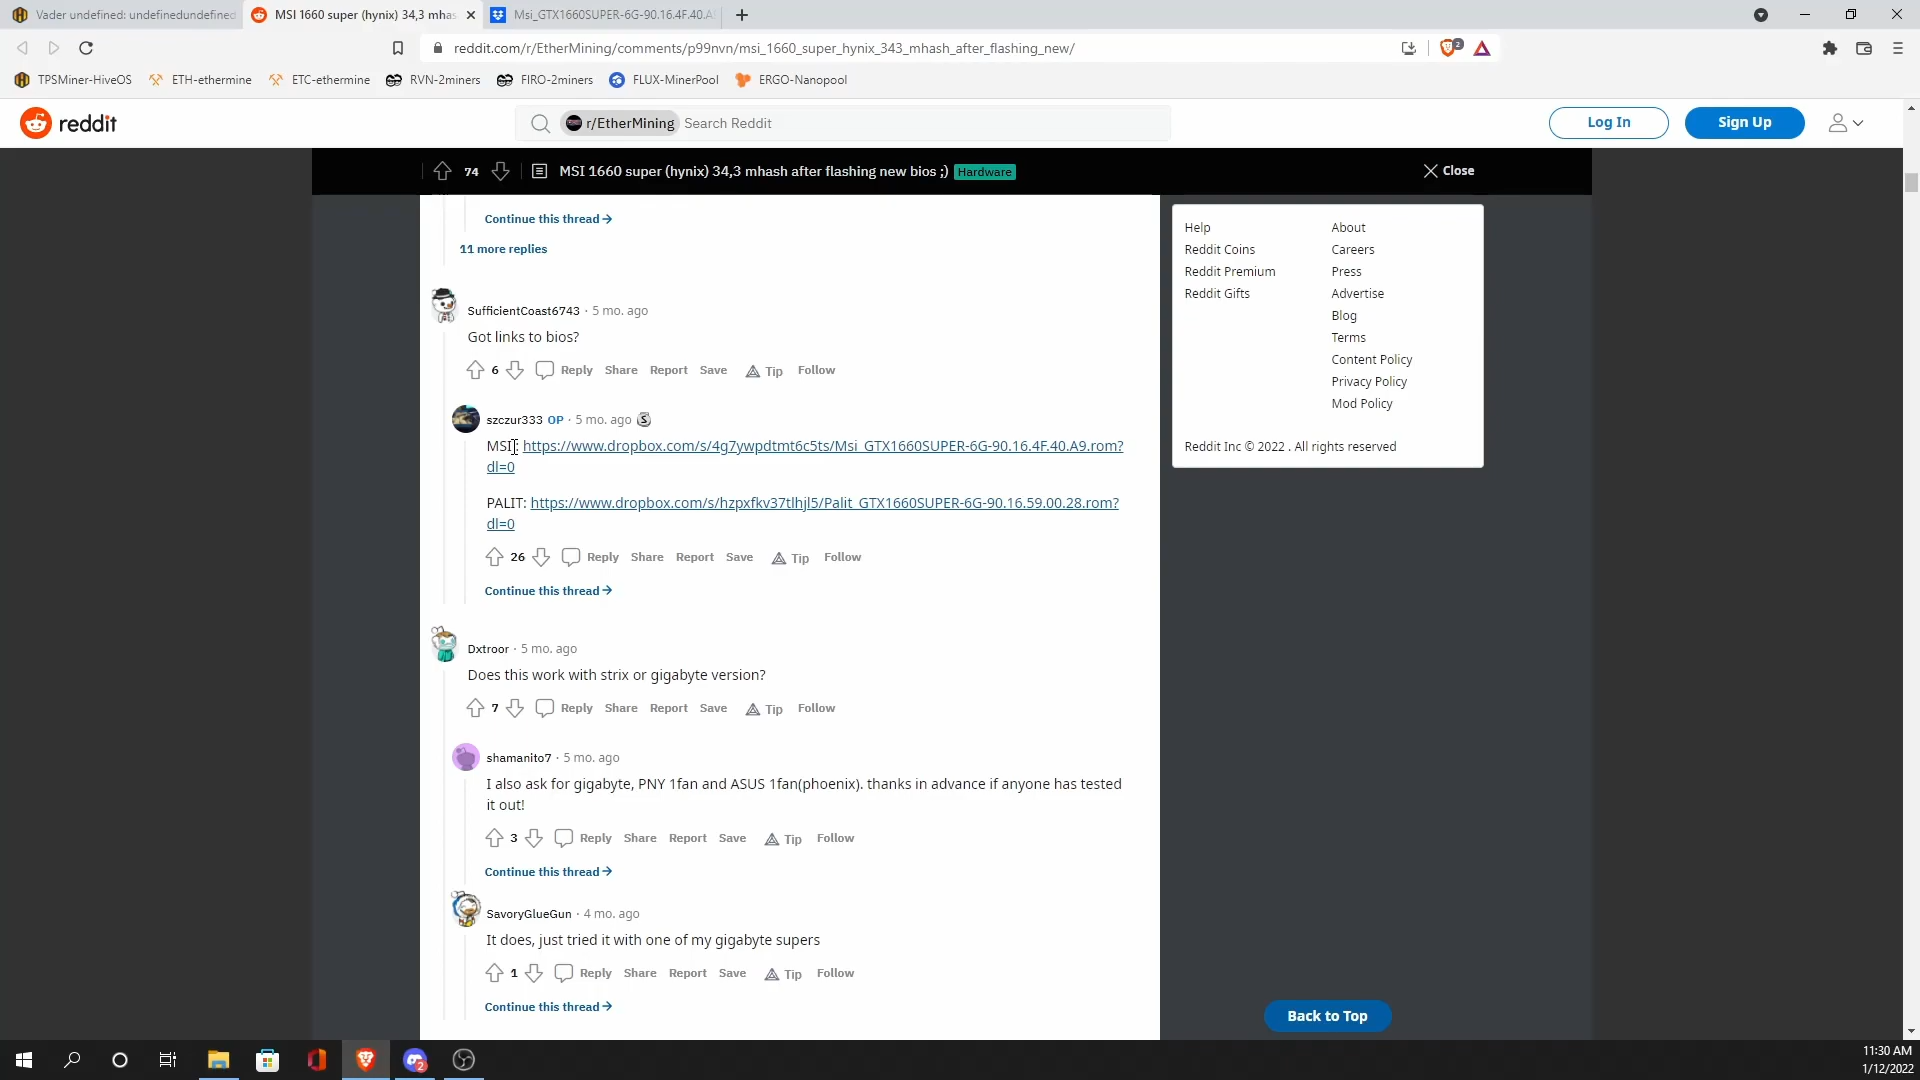 Vader undefined: undefinedundefined
MSI 1660 super (hynix) 34,3 mhas
Msi_GTX1660SUPER-6G-90.16.4F.40.A
reddit.com/r/EtherMining/comments/p99nvn/msi_1660_super_hynix_343_mhash_after_flashing_new/
2
TPSMiner-HiveOS
ETH-ethermine
ETC-ethermine
RVN-2miners
FIRO-2miners
FLUX-MinerPool
ERGO-Nanopool
reddit
r/EtherMining
Search Reddit
Log In
Sign Up
74
MSI 1660 super (hynix) 34,3 mhash after flashing new bios ;)
Hardware
Close
Continue this thread
11 more replies
SufficientCoast6743 · 5 mo. ago
Got links to bios?
6
Reply Share Report Save Tip Follow
szczur333 OP · 5 mo. ago S
MSI: https://www.dropbox.com/s/4g7ywpdtmt6c5ts/Msi_GTX1660SUPER-6G-90.16.4F.40.A9.rom?
dl=0
PALIT: https://www.dropbox.com/s/hzpxfkv37tlhjl5/Palit_GTX1660SUPER-6G-90.16.59.00.28.rom?
dl=0
26
Reply Share Report Save Tip Follow
Continue this thread
Dxtroor · 5 mo. ago
Does this work with strix or gigabyte version?
7
Reply Share Report Save Tip Follow
shamanito7 · 5 mo. ago
I also ask for gigabyte, PNY 1fan and ASUS 1fan(phoenix). thanks in advance if anyone has tested
it out!
3
Reply Share Report Save Tip Follow
Continue this thread
SavoryGlueGun · 4 mo. ago
It does, just tried it with one of my gigabyte supers
1
Reply Share Report Save Tip Follow
Continue this thread
Help
About
Reddit Coins
Careers
Reddit Premium
Press
Reddit Gifts
Advertise
Blog
Terms
Content Policy
Privacy Policy
Mod Policy
Reddit Inc © 2022 . All rights reserved
Back to Top
2
11:30 AM
1/12/2022